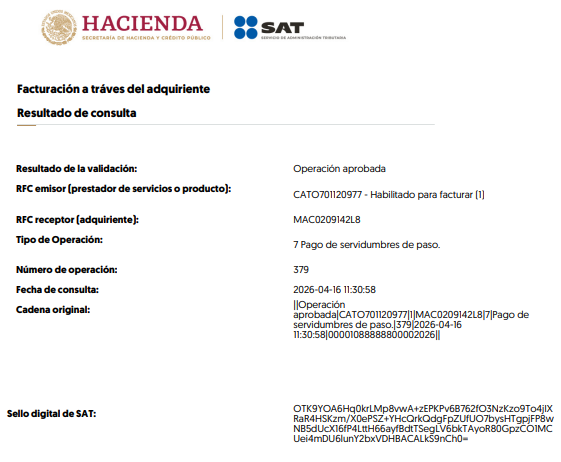 HACIENDA
SECRETARÍA DE HACIENDA Y CRÉDITO PÚBLICO
SAT
SERVICIO DE ADMINISTRACIÓN TRIBUTARIA
Facturación a tráves del adquiriente
Resultado de consulta
Resultado de la validación: Operación aprobada
RFC emisor (prestador de servicios o producto): CATO701120977 - Habilitado para facturar (1)
RFC receptor (adquiriente): MAC0209142L8
Tipo de Operación: 7 Pago de servidumbres de paso.
Número de operación: 379
Fecha de consulta: 2026-04-16 11:30:58
Cadena original: ||Operación
aprobada|CATO701120977|1|MAC0209142L8|7|Pago de
servidumbres de paso.|379|2026-04-16
11:30:58|00001088888800002026||
Sello digital de SAT: OTK9YOA6Hq0krLMp8vwA+zEPKPv6B762fO3NzKzo9To4jIX
RaR4HSKzm/X0ePSZ+YHcQrkQdgFpZUfUO7bysHTgpjFP8w
NB5dUcX16fP4LttH66ayfBdtTSegLV6bkTAyoR80GpzCO1MC
Uei4mDU6lunY2bxVDHBACALkS9nCh0=